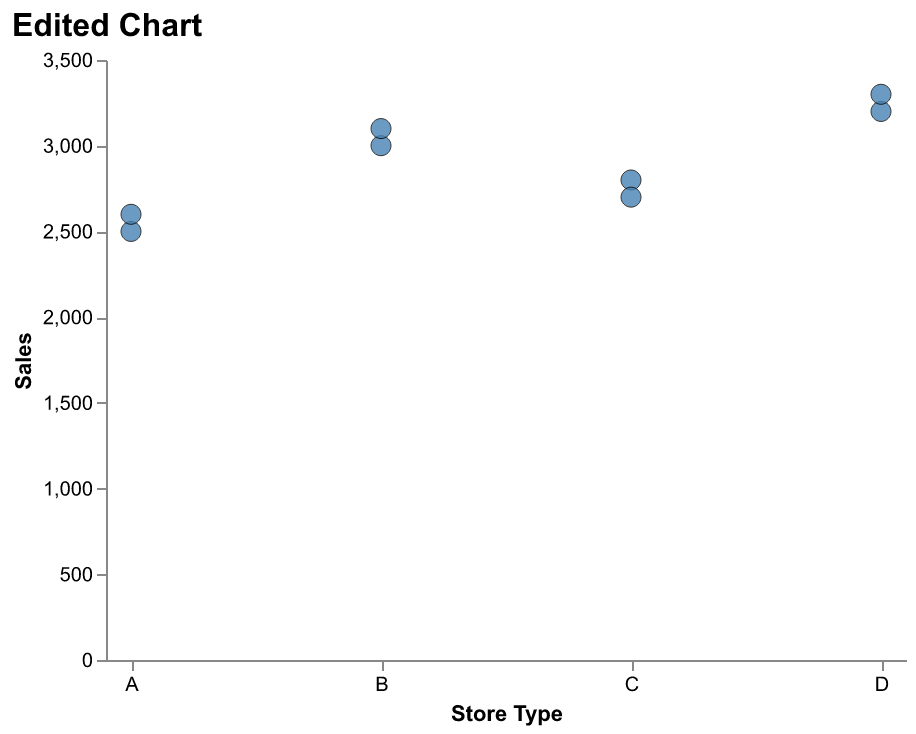 Edited Chart
3,500
3,000
2,500
2,000
1,500
1,000
500
0
Sales
A
B
C
D
Store Type